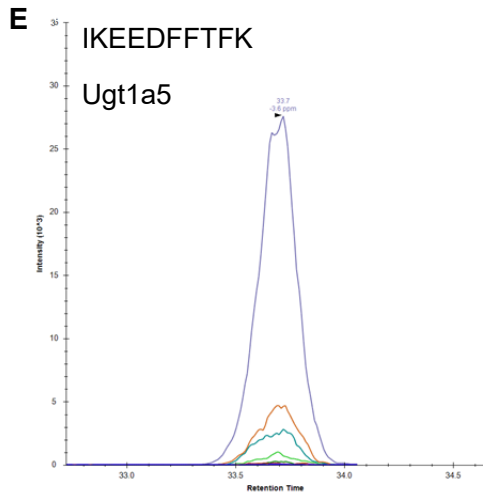 E
IKEEDFFTFK
Ugt1a5
33.7
-3.6 ppm
35
30
25
20
15
10
5
0
Intensity (10^3)
33.0 33.5 34.0 34.5
Retention Time